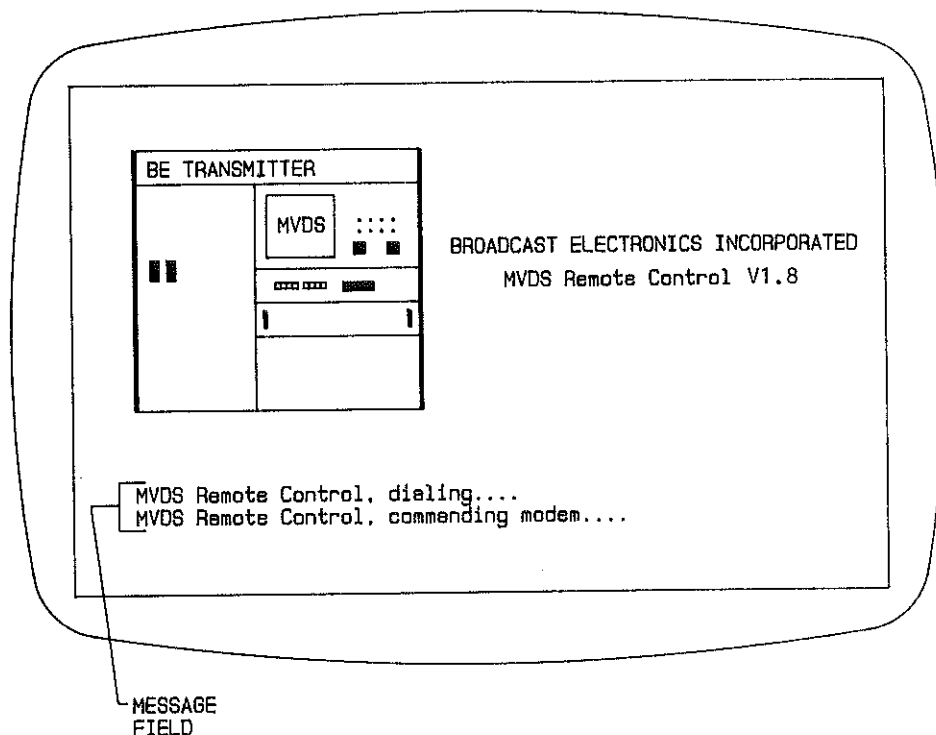 BE TRANSMITTER
MVDS
BROADCAST ELECTRONICS INCORPORATED
MVDS Remote Control V1.8
MVDS Remote Control, dialing....
MVDS Remote Control, commanding modem....
MESSAGE
FIELD